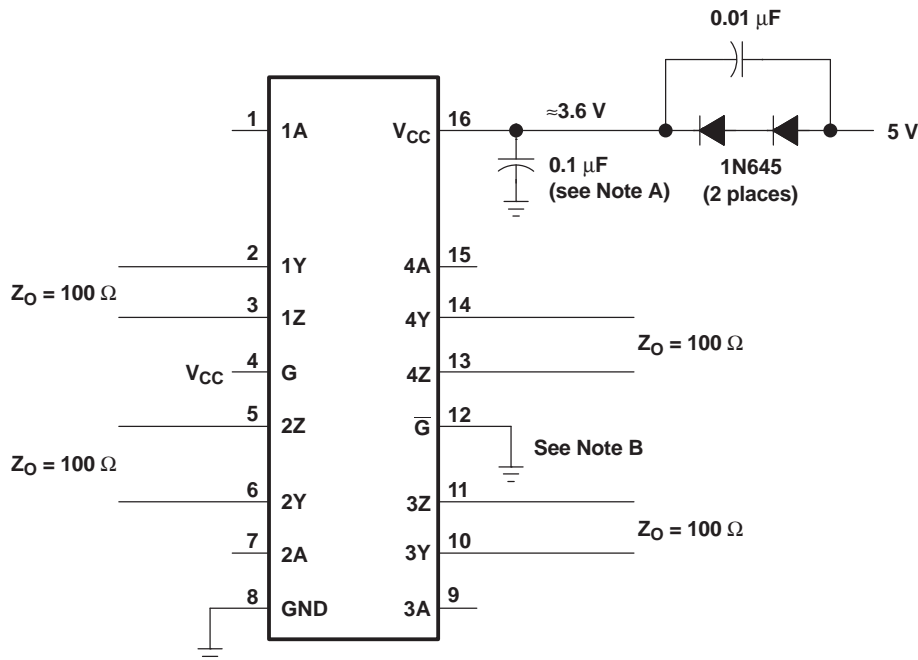 0.01 μF
1
1A
VCC
16
≈3.6 V
5 V
0.1 μF
(see Note A)
1N645
(2 places)
2
1Y
4A
15
ZO = 100 Ω
3
1Z
4Y
14
VCC
4
G
4Z
13
ZO = 100 Ω
5
2Z
G̅
12
See Note B
ZO = 100 Ω
6
2Y
3Z
11
7
2A
3Y
10
ZO = 100 Ω
8
GND
3A
9